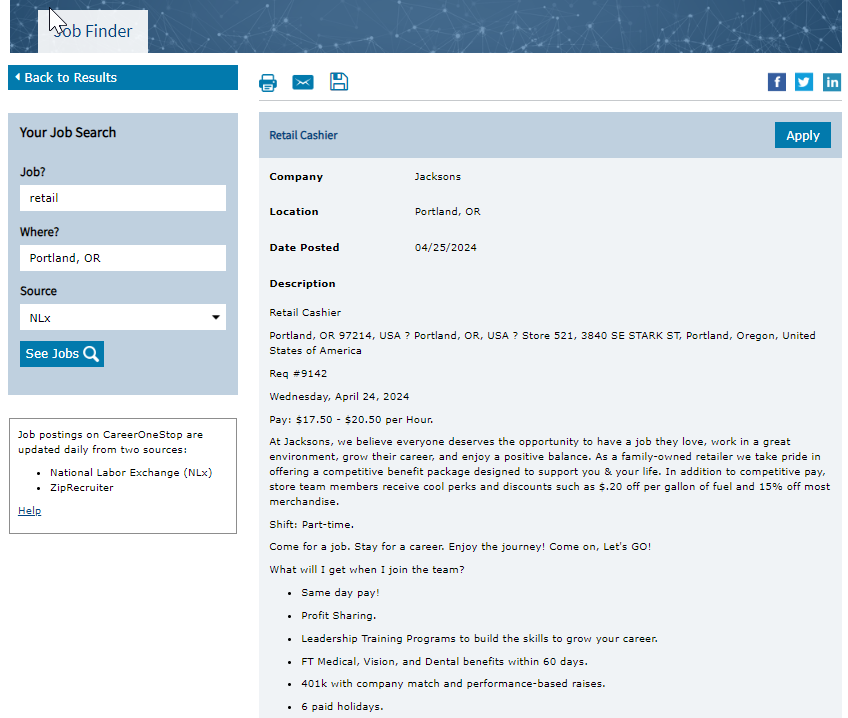 Job Finder
Back to Results
Your Job Search
Job?
retail
Where?
Portland, OR
Source
NLx
See Jobs
Job postings on CareerOneStop are
updated daily from two sources:
National Labor Exchange (NLx)
ZipRecruiter
Help
f
in
Retail Cashier
Apply
Company Jacksons
Location Portland, OR
Date Posted 04/25/2024
Description
Retail Cashier
Portland, OR 97214, USA ? Portland, OR, USA ? Store 521, 3840 SE STARK ST, Portland, Oregon, United
States of America
Req #9142
Wednesday, April 24, 2024
Pay: $17.50 - $20.50 per Hour.
At Jacksons, we believe everyone deserves the opportunity to have a job they love, work in a great
environment, grow their career, and enjoy a positive balance. As a family-owned retailer we take pride in
offering a competitive benefit package designed to support you & your life. In addition to competitive pay,
store team members receive cool perks and discounts such as $.20 off per gallon of fuel and 15% off most
merchandise.
Shift: Part-time.
Come for a job. Stay for a career. Enjoy the journey! Come on, Let's GO!
What will I get when I join the team?
Same day pay!
Profit Sharing.
Leadership Training Programs to build the skills to grow your career.
FT Medical, Vision, and Dental benefits within 60 days.
401k with company match and performance-based raises.
6 paid holidays.